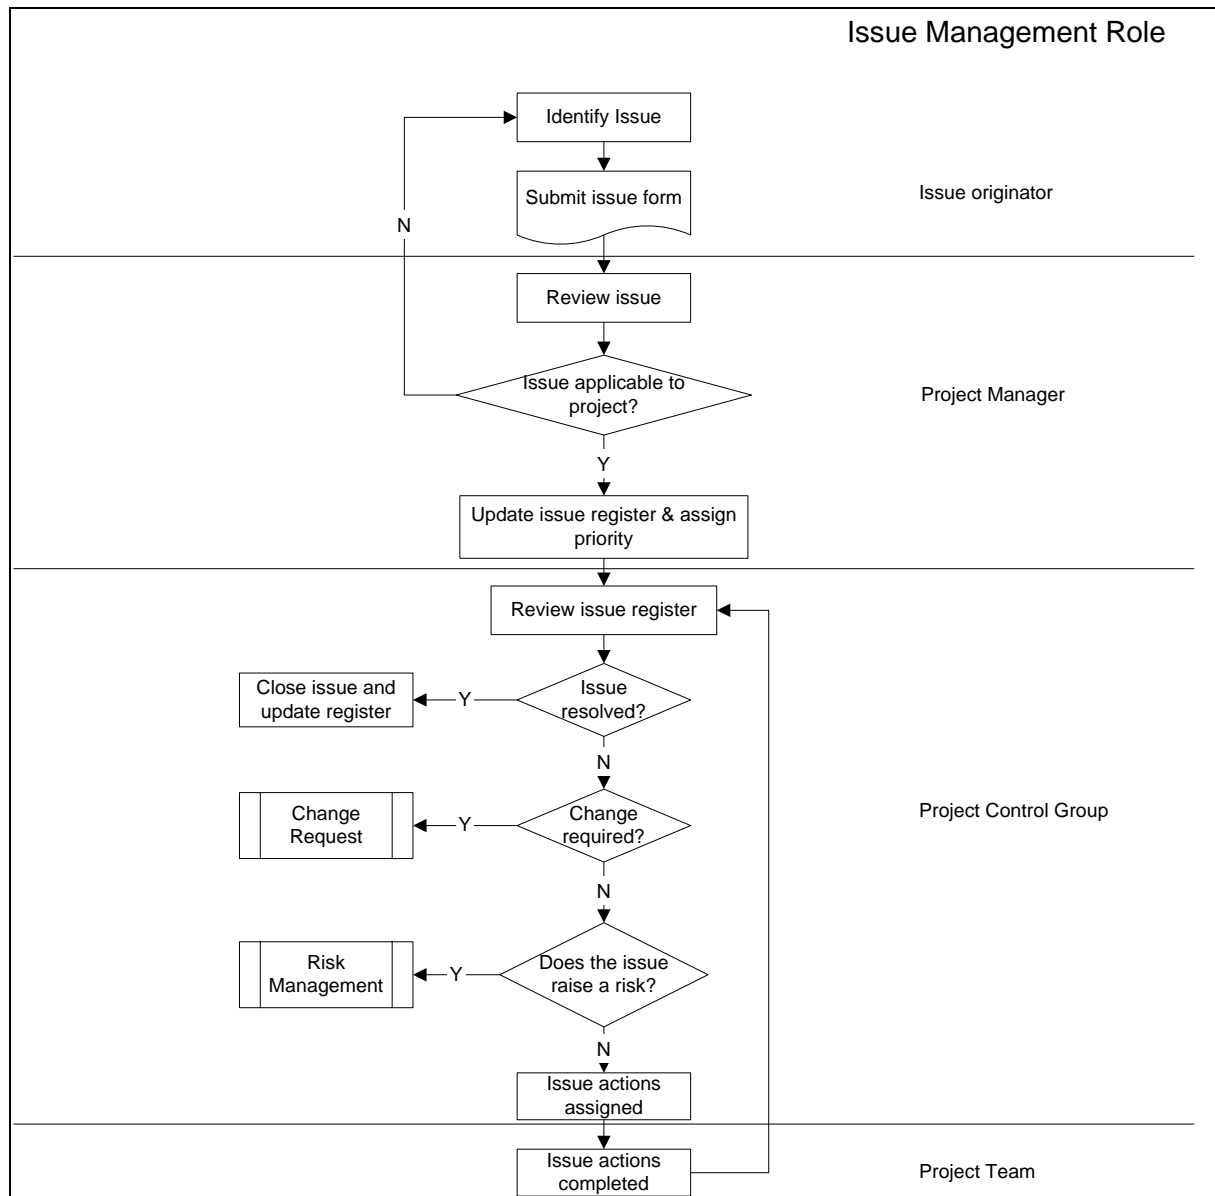 Issue Management Role
Identify Issue
Submit issue form
Issue originator
N
Review issue
Issue applicable to
project?
Project Manager
Y
Update issue register & assign
priority
Review issue register
Issue
resolved?
Y
Close issue and
update register
N
Change
required?
Y
Change
Request
Project Control Group
N
Does the issue
raise a risk?
Y
Risk
Management
N
Issue actions
assigned
Issue actions
completed
Project Team